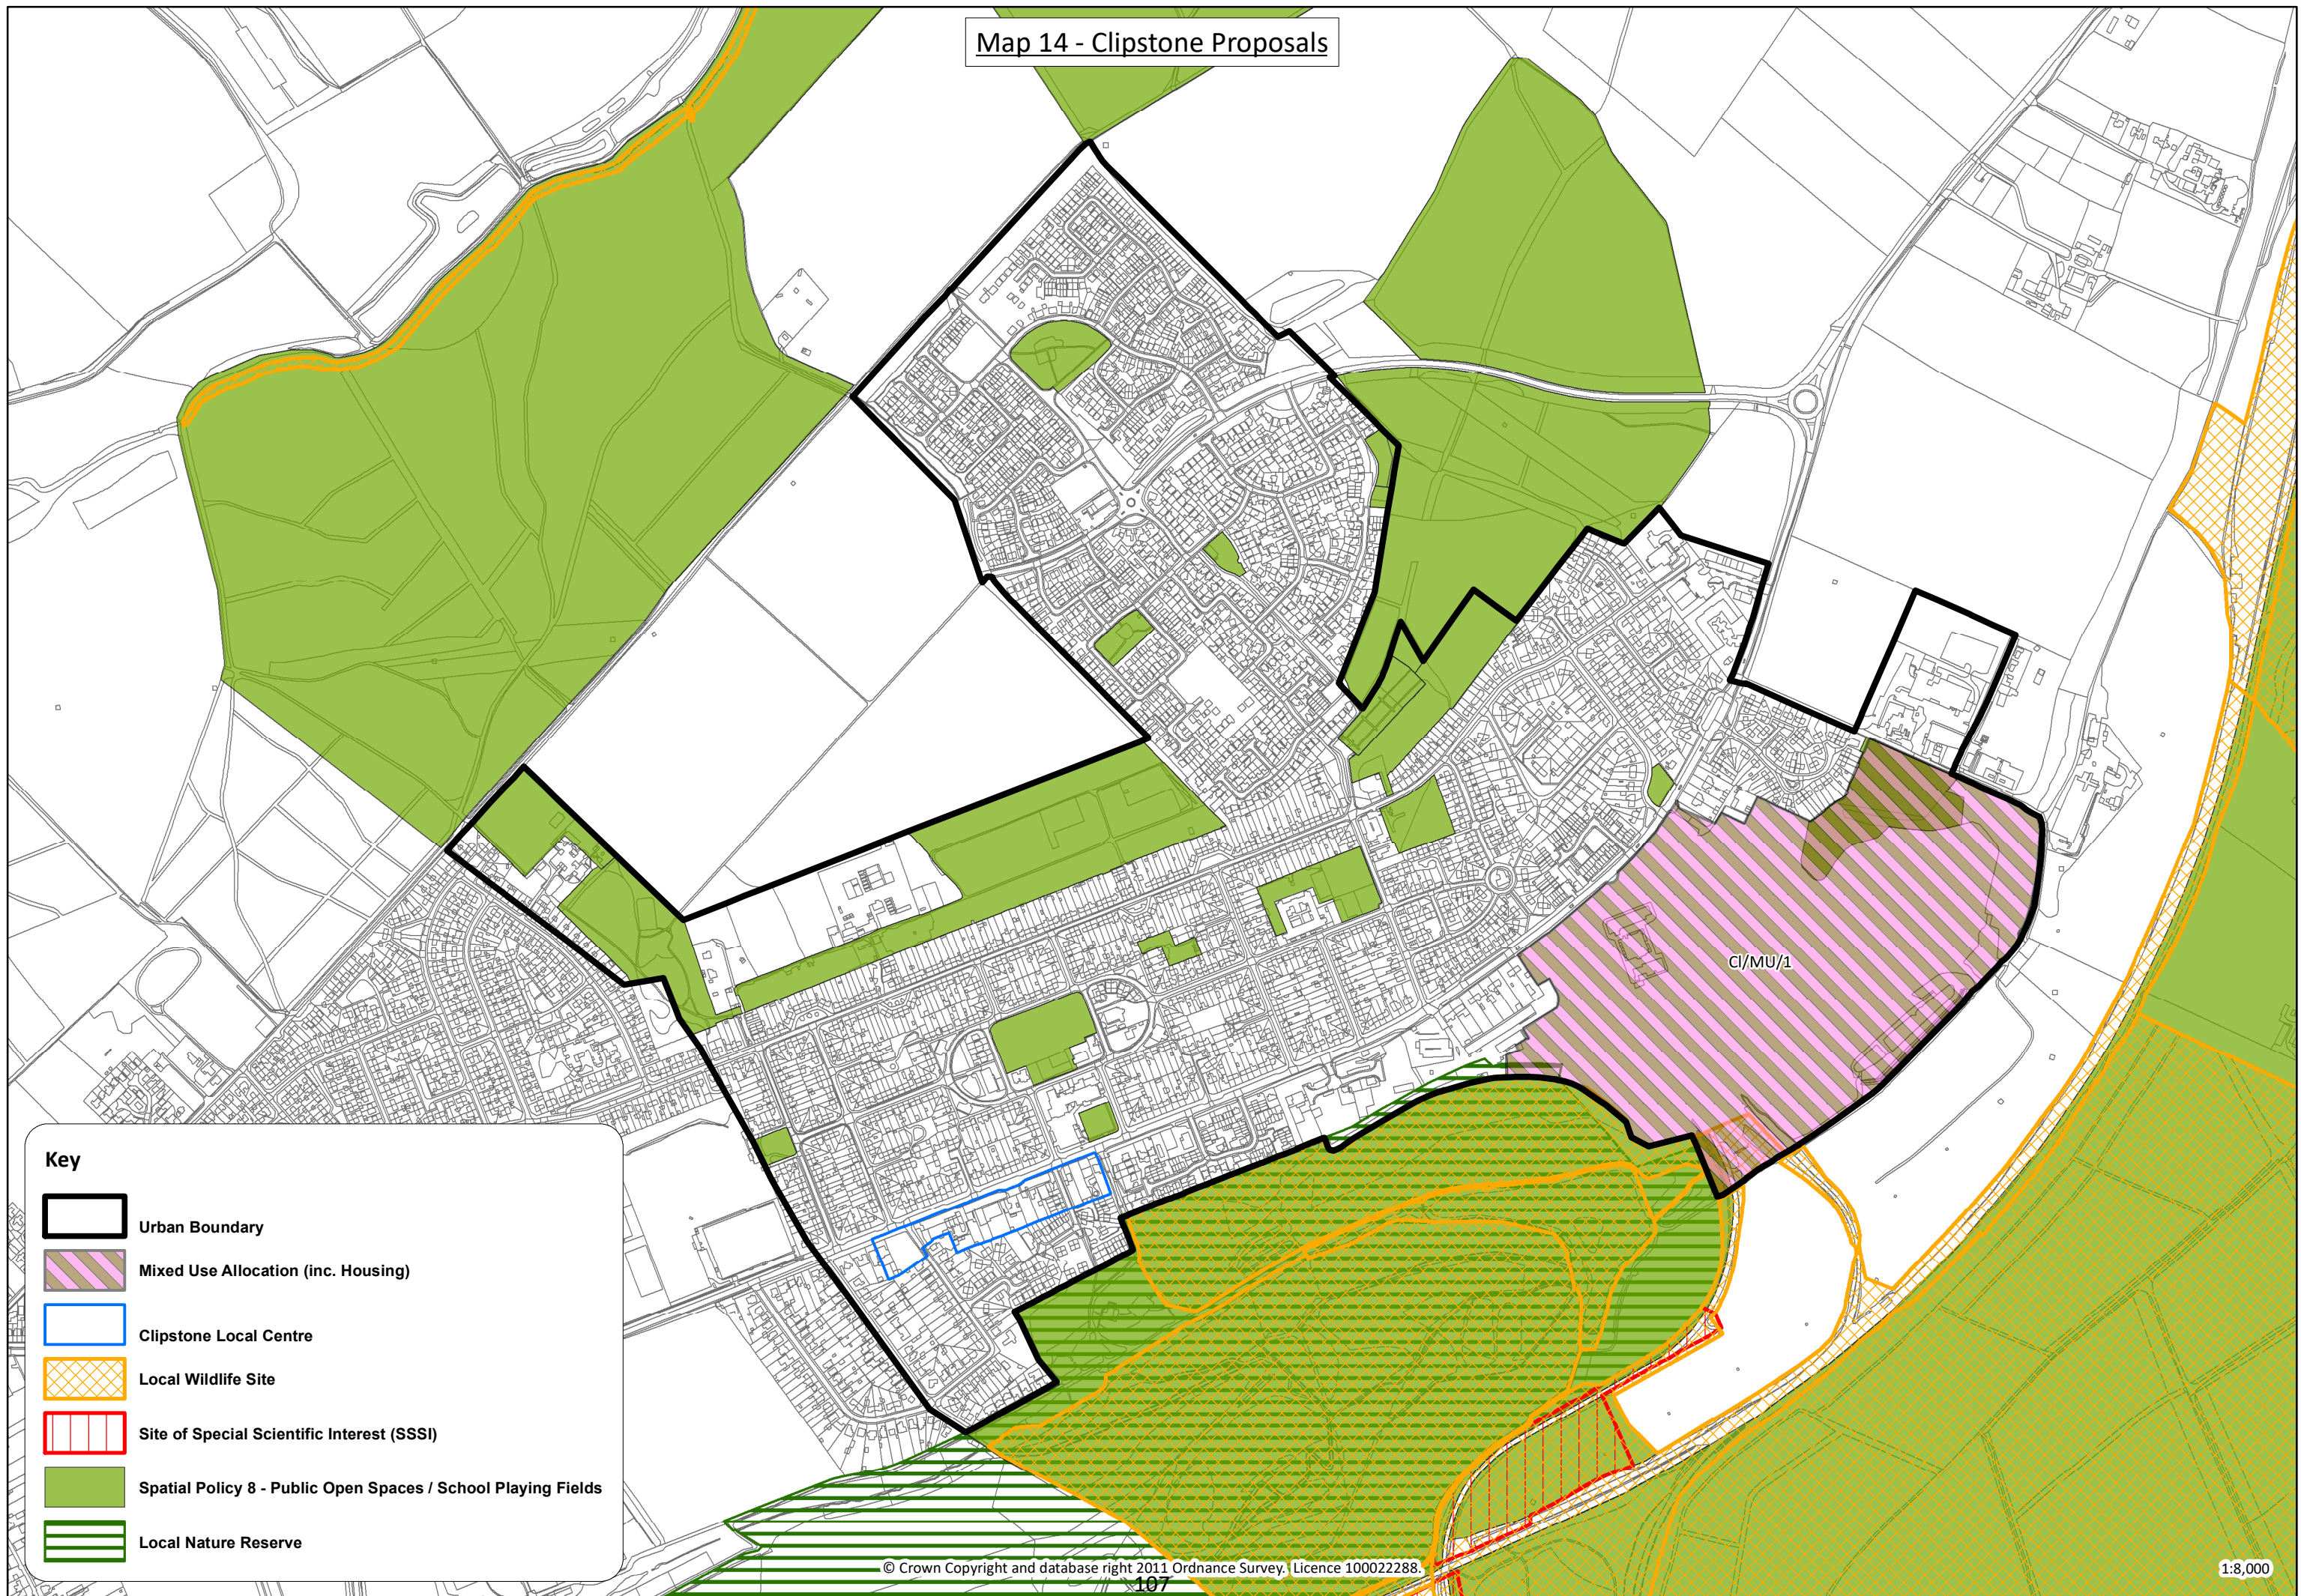 Map 14 - Clipstone Proposals
Cl/MU/1
Key
Urban Boundary
Mixed Use Allocation (inc. Housing)
Clipstone Local Centre
Local Wildlife Site
Site of Special Scientific Interest (SSSI)
Spatial Policy 8 - Public Open Spaces / School Playing Fields
Local Nature Reserve
© Crown Copyright and database right 2011 Ordnance Survey. Licence 100022288.
1:8,000
107